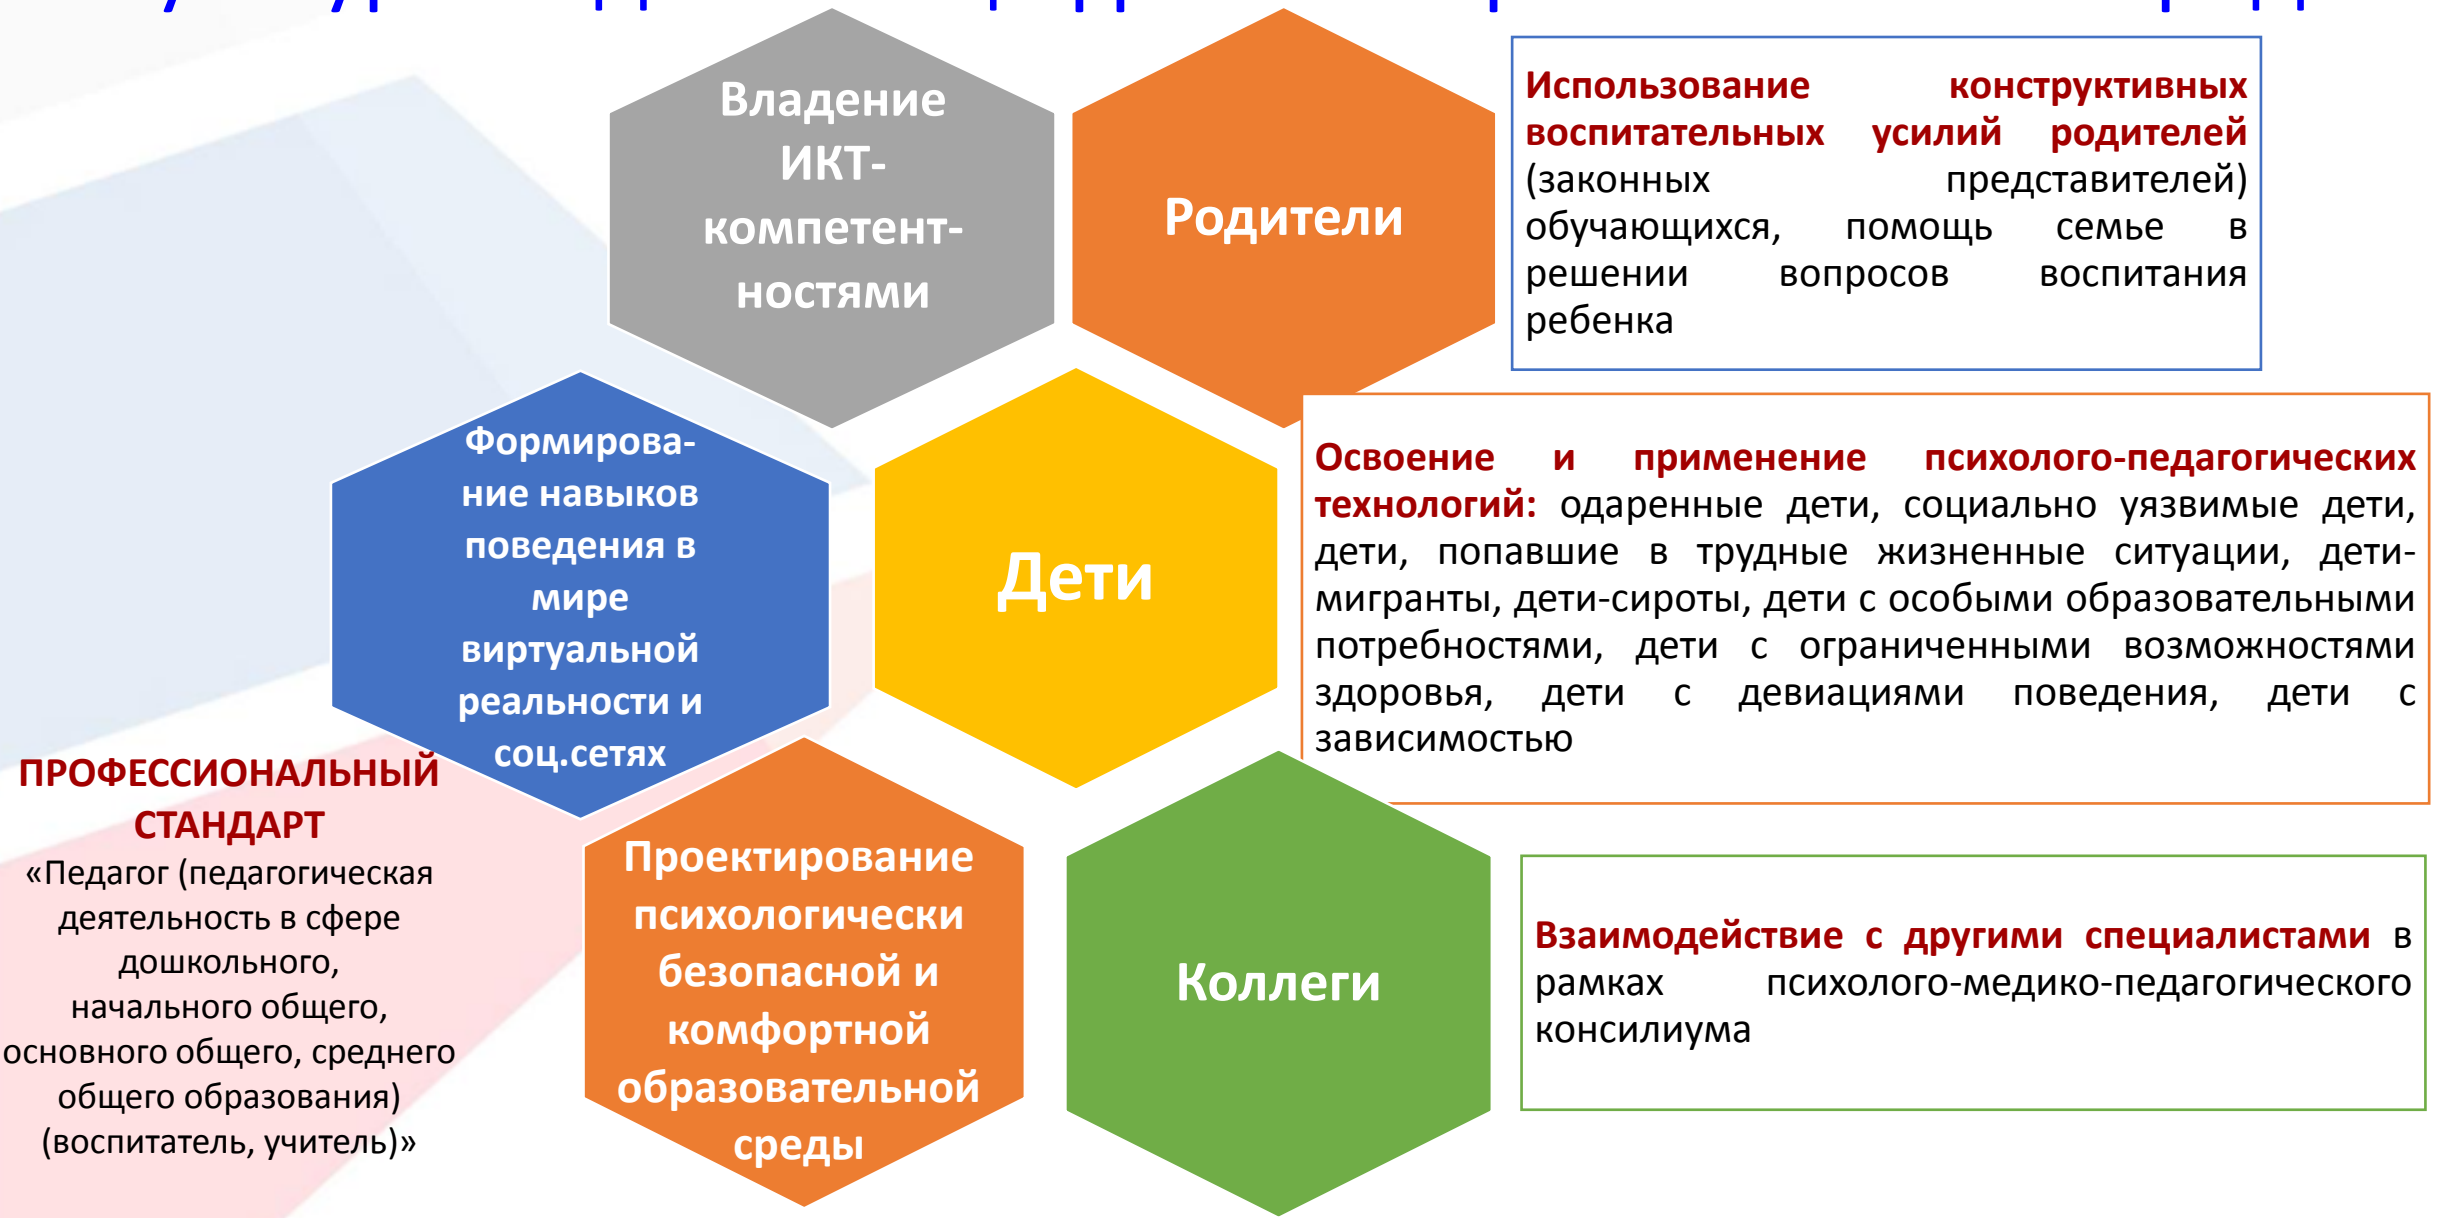 Владение
ИКТ-
компетент-
ностями
Родители
Использование конструктивных
воспитательных усилий родителей
(законных представителей)
обучающихся, помощь семье в
решении вопросов воспитания
ребенка
Формирова-
ние навыков
поведения в
мире
виртуальной
реальности и
соц.сетях
Дети
Освоение и применение психолого-педагогических
технологий: одаренные дети, социально уязвимые дети,
дети, попавшие в трудные жизненные ситуации, дети-
мигранты, дети-сироты, дети с особыми образовательными
потребностями, дети с ограниченными возможностями
здоровья, дети с девиациями поведения, дети с
зависимостью
ПРОФЕССИОНАЛЬНЫЙ
СТАНДАРТ
«Педагог (педагогическая
деятельность в сфере
дошкольного,
начального общего,
основного общего, среднего
общего образования)
(воспитатель, учитель)»
Проектирование
психологически
безопасной и
комфортной
образовательной
среды
Коллеги
Взаимодействие с другими специалистами в
рамках психолого-медико-педагогического
консилиума